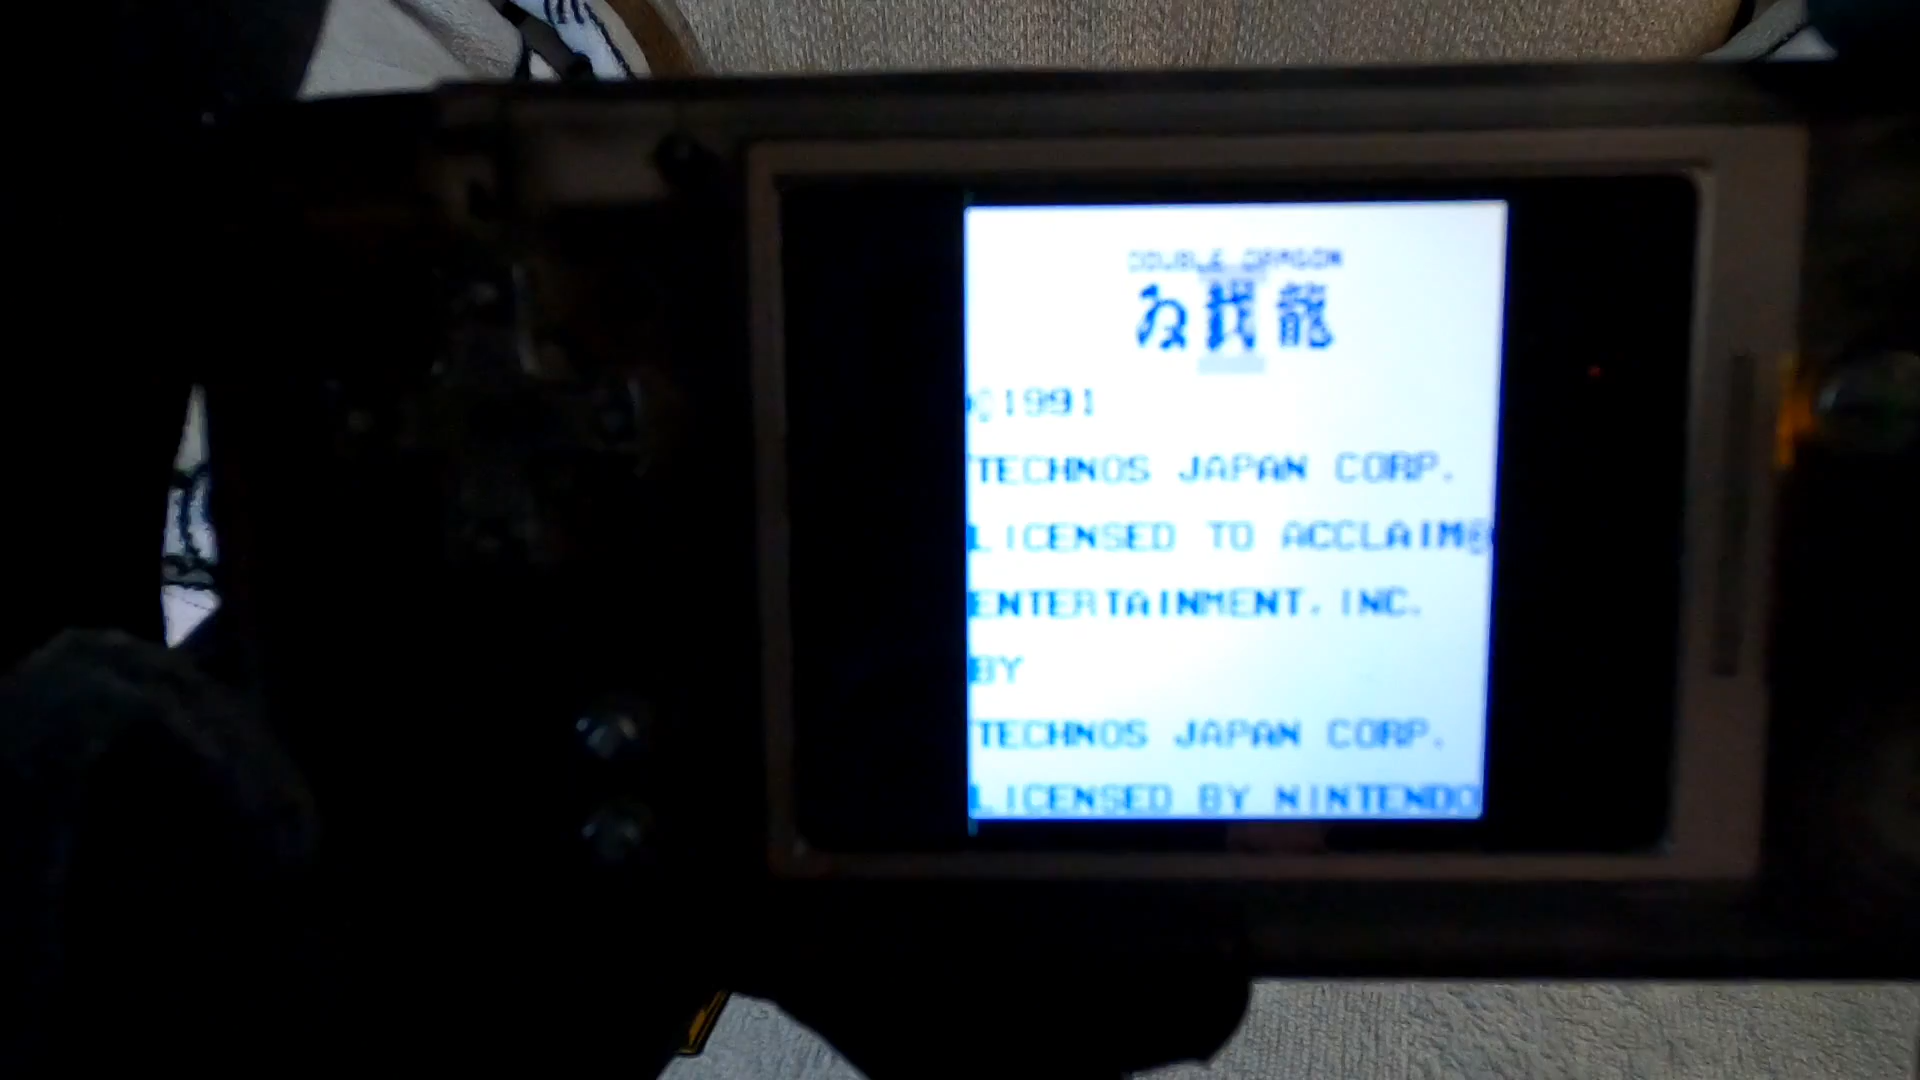 DOUBLE DRAGON
双截龍
©1991
TECHNOS JAPAN CORP.
LICENSED TO ACCLAIM®
ENTERTAINMENT, INC.
BY
TECHNOS JAPAN CORP.
LICENSED BY NINTENDO